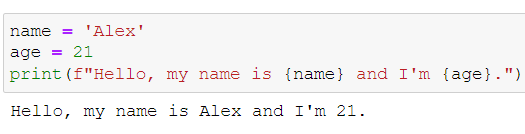 name = 'Alex'
age = 21
print(f"Hello, my name is {name} and I'm {age}.")
Hello, my name is Alex and I'm 21.